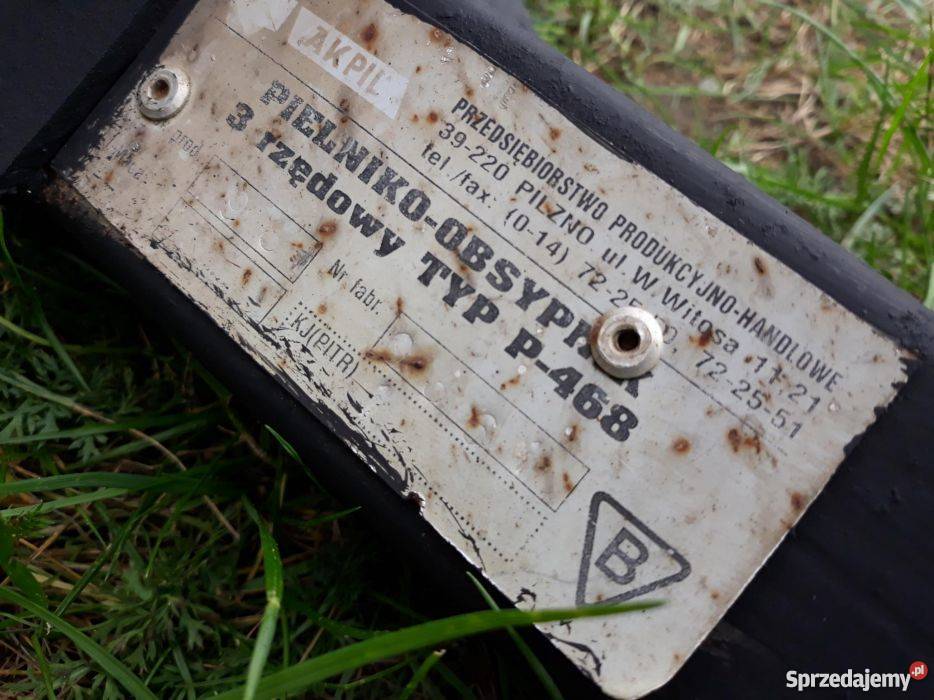 AKPIL
PRZEDSIĘBIORSTWO PRODUKCYJNO-HANDLOWE
39-220 PILZNO ul. W.Witosa 11-21
tel./fax: (0-14) 72-25- , 72-25-51
PIELNIKO-OBSYPNIK
3 rzędowy TYP P-468
prod.
Nr fabr.
KJ(PITR)
B
Sprzedajemy.pl